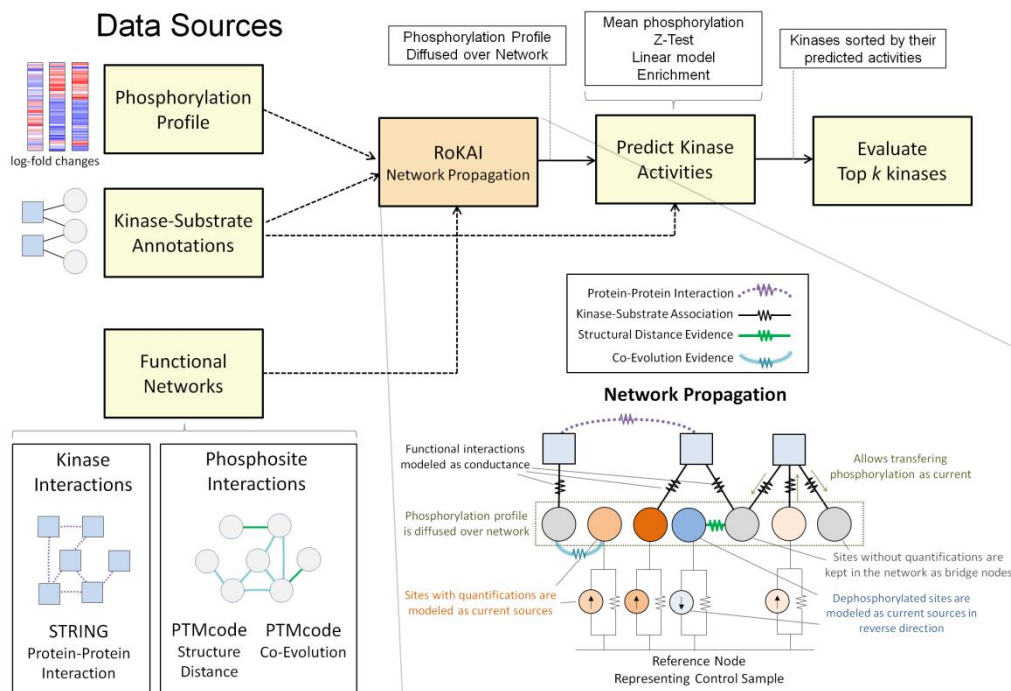 Data Sources
Phosphorylation
Profile
log-fold changes
Kinase-Substrate
Annotations
Functional
Networks
Phosphorylation Profile
Diffused over Network
Mean phosphorylation
Z-Test
Linear model
Enrichment
Kinases sorted by their
predicted activities
RoKAI
Network Propagation
Predict Kinase
Activities
Evaluate
Top k kinases
Kinase
Interactions
STRING
Protein-Protein
Interaction
Phosphosite
Interactions
PTMcode
Structure
Distance
PTMcode
Co-Evolution
Protein-Protein Interaction
Kinase-Substrate Association
Structural Distance Evidence
Co-Evolution Evidence
Network Propagation
Functional interactions
modeled as conductance
Allows transfering
phosphorylation as current
Phosphorylation profile
is diffused over network
Sites with quantifications are
modeled as current sources
Sites without quantifications are
kept in the network as bridge nodes
Dephosphorylated sites are
modeled as current sources in
reverse direction
Reference Node
Representing Control Sample